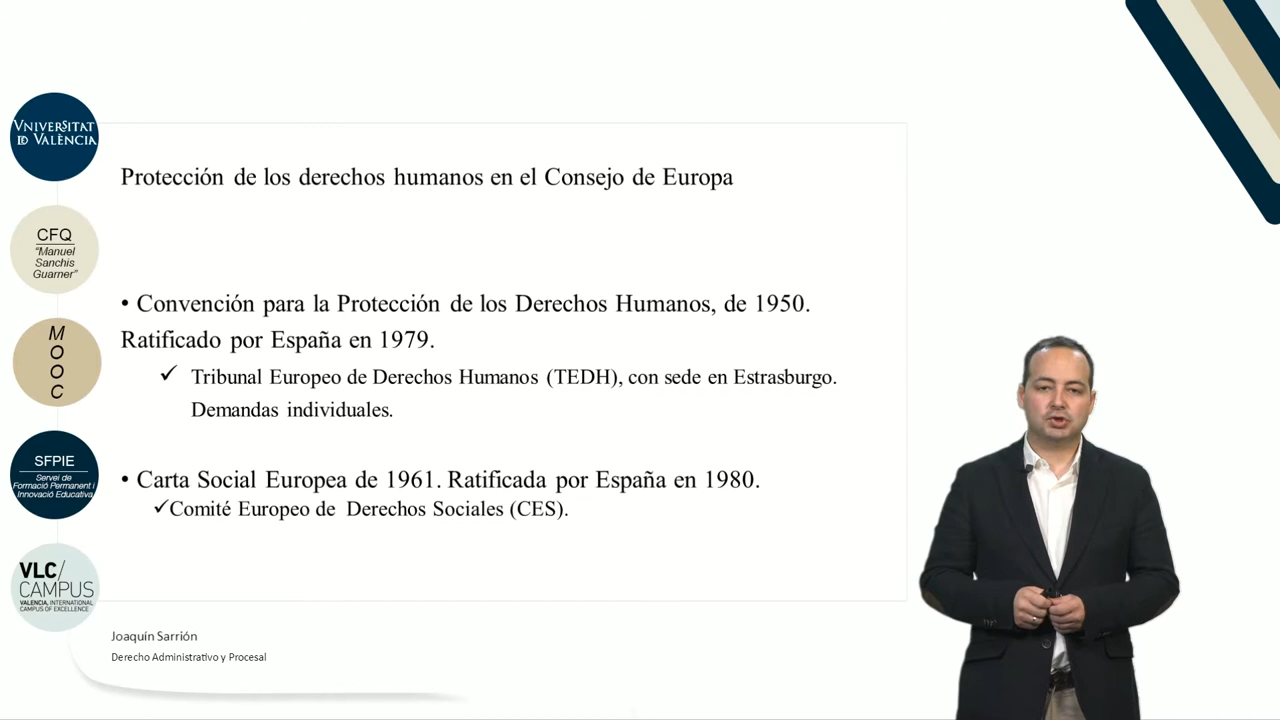 VNIVERSITAT
ID VALÈNCIA
CFQ
"Manuel
Sanchis
Guarner"
M
O
O
C
SFPIE
Servei de
Formació Permanent i
Innovació Educativa
VLC/
CAMPUS
VALENCIA, INTERNATIONAL
CAMPUS OF EXCELLENCE
Protección de los derechos humanos en el Consejo de Europa
• Convención para la Protección de los Derechos Humanos, de 1950.
Ratificado por España en 1979.
✓ Tribunal Europeo de Derechos Humanos (TEDH), con sede en Estrasburgo.
Demandas individuales.
• Carta Social Europea de 1961. Ratificada por España en 1980.
✓Comité Europeo de Derechos Sociales (CES).
Joaquín Sarrión
Derecho Administrativo y Procesal